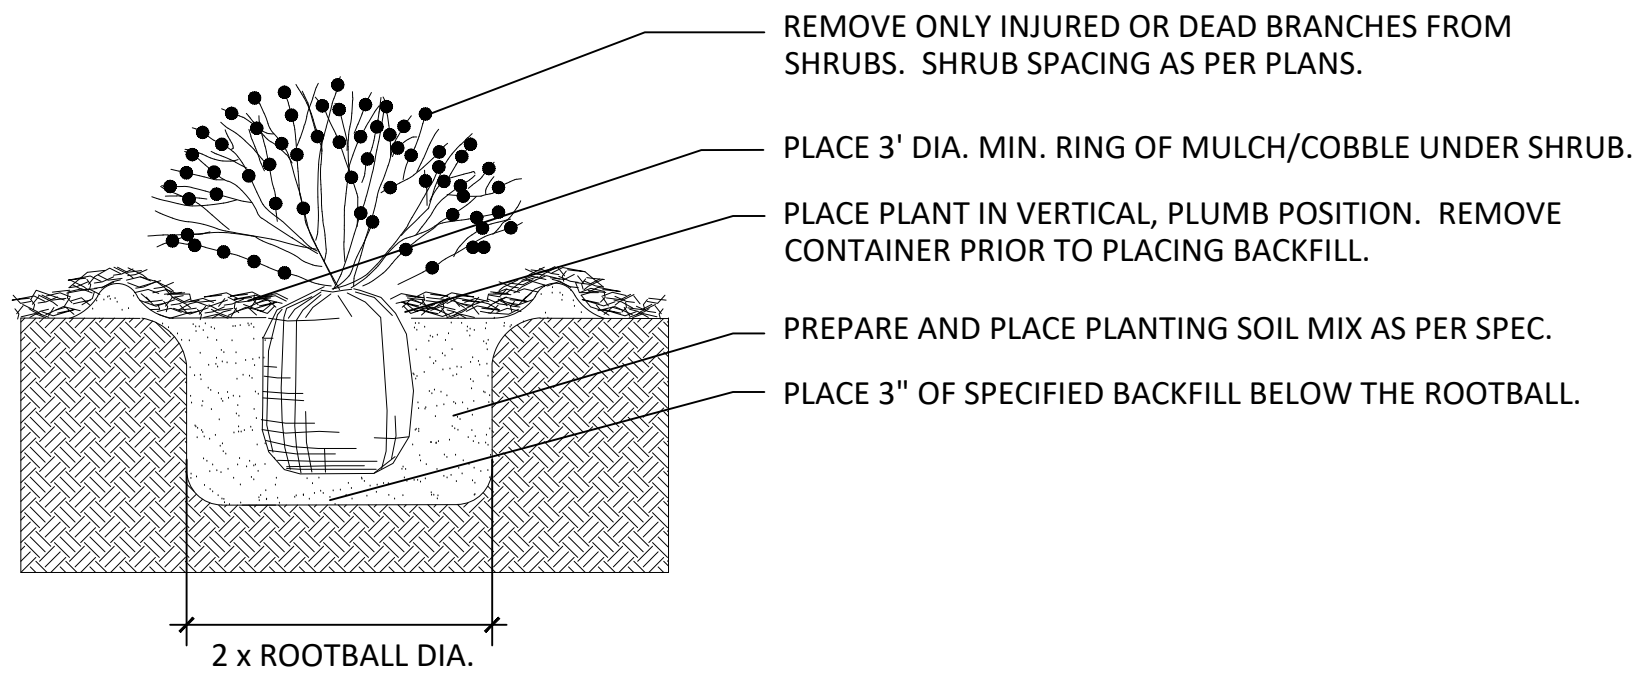 REMOVE ONLY INJURED OR DEAD BRANCHES FROM
SHRUBS.  SHRUB SPACING AS PER PLANS.
PLACE 3' DIA. MIN. RING OF MULCH/COBBLE UNDER SHRUB.
PLACE PLANT IN VERTICAL, PLUMB POSITION.  REMOVE
CONTAINER PRIOR TO PLACING BACKFILL.
PREPARE AND PLACE PLANTING SOIL MIX AS PER SPEC.
PLACE 3" OF SPECIFIED BACKFILL BELOW THE ROOTBALL.
2 x ROOTBALL DIA.